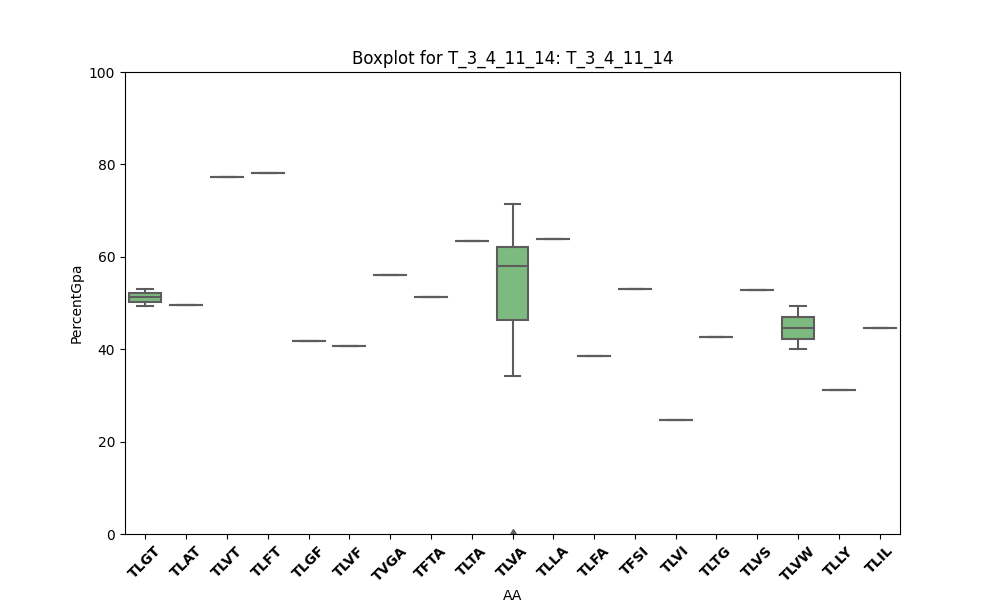 Boxplot for T_3_4_11_14: T_3_4_11_14
100
80
60
40
20
0
PercentGpa
TLGT TLAT TLVT TLFT TLGF TLVF TVGA TFTA TLTA TLVA TLLA TLFA TFSI TLVI TLTG TLVS TLVW TLLY TLIL
AA